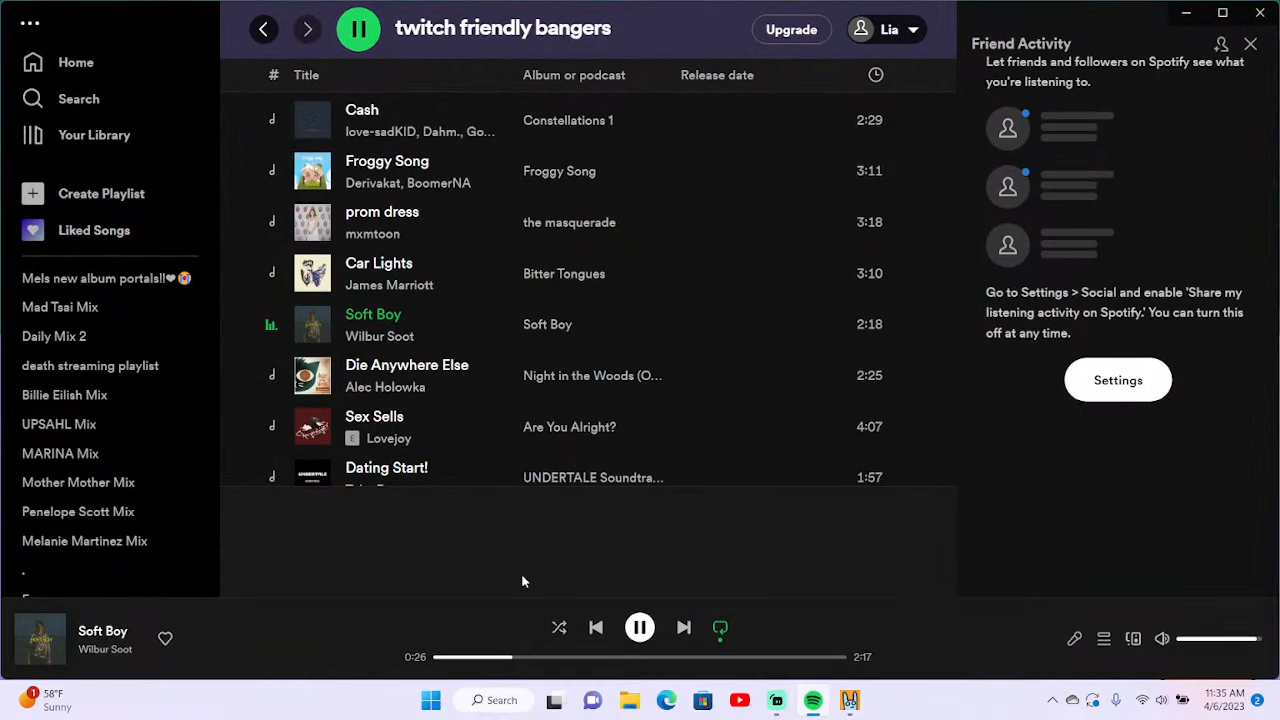 Home
Search
Your Library
Create Playlist
Liked Songs
Mels new album portals!!❤
Mad Tsai Mix
Daily Mix 2
death streaming playlist
Billie Eilish Mix
UPSAHL Mix
MARINA Mix
Mother Mother Mix
Penelope Scott Mix
Melanie Martinez Mix
.
twitch friendly bangers
Upgrade
Lia
# Title Album or podcast Release date
Cash
love-sadKID, Dahm., Go... Constellations 1 2:29
Froggy Song
Derivakat, BoomerNA Froggy Song 3:11
prom dress
mxmtoon the masquerade 3:18
Car Lights
James Marriott Bitter Tongues 3:10
Soft Boy
Wilbur Soot Soft Boy 2:18
Die Anywhere Else
Alec Holowka Night in the Woods (O... 2:25
Sex Sells
E Lovejoy Are You Alright? 4:07
Dating Start! UNDERTALE Soundtra... 1:57
UNDERTALE
Friend Activity
Let friends and followers on Spotify see what
you're listening to.
Go to Settings > Social and enable 'Share my
listening activity on Spotify.' You can turn this
off at any time.
Settings
Soft Boy
Wilbur Soot
0:26
2:17
1
58°F
Sunny
Search
11:35 AM
4/6/2023
2